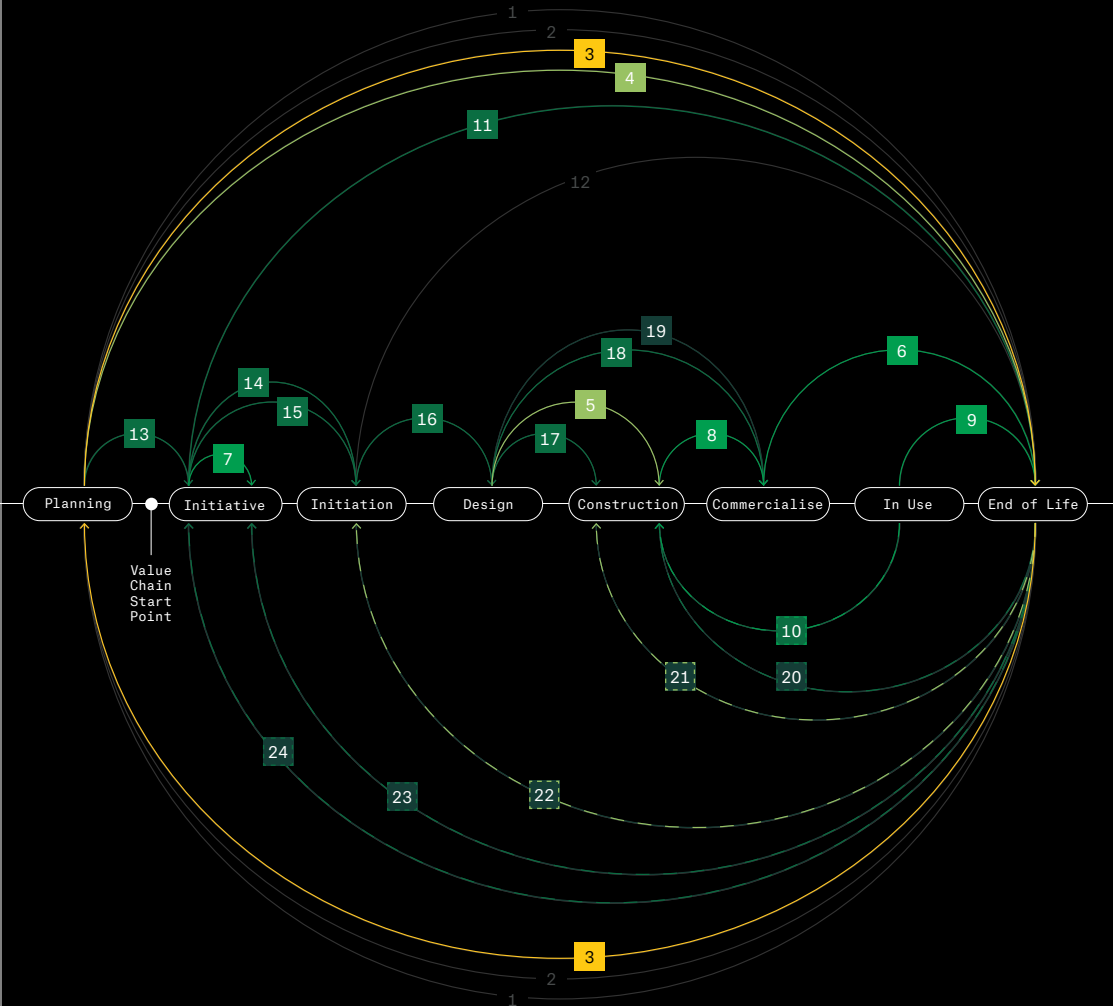 1
2
3
4
11
12
19
18
6
14
5
15
16
9
13
8
17
7
Planning
Initiative
Initiation
Design
Construction
Commercialise
In Use
End of Life
Value
Chain
Start
Point
10
21
20
24
22
23
3
2
1